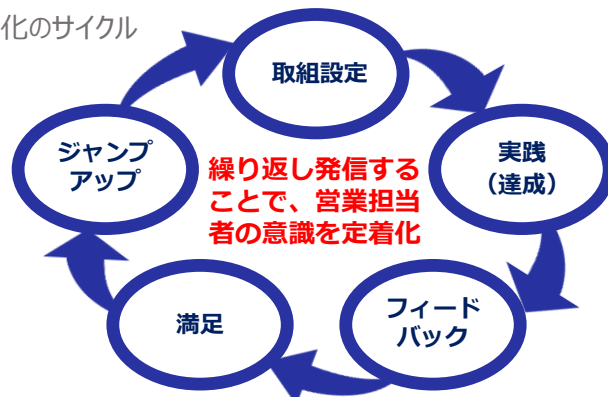 化のサイクル
取組設定
実践
（達成）
フィード
バック
満足
ジャンプ
アップ
繰り返し発信する
ことで、営業担当
者の意識を定着化